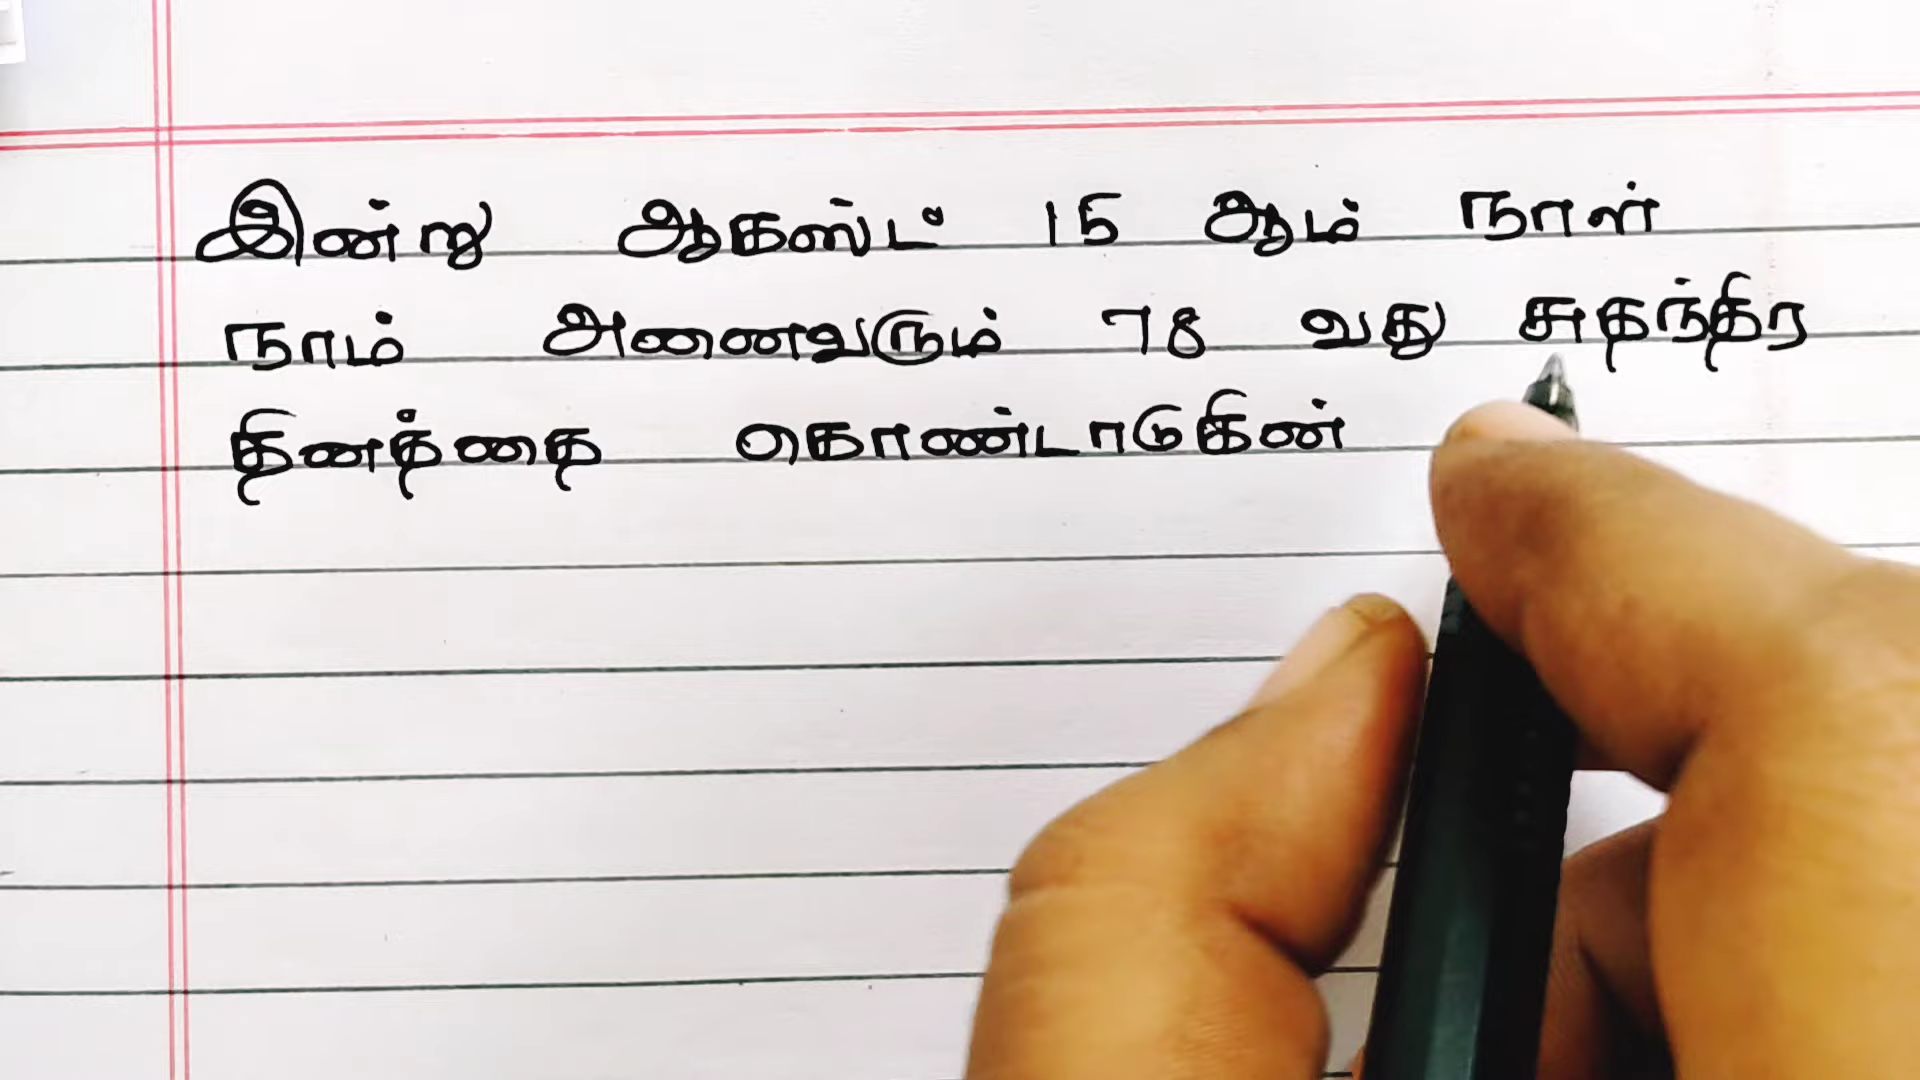 இன்று ஆகஸ்ட் 15 ஆம் நாள்
நாம் அனைவரும் 78 வது சுதந்திர
தினத்தை கொண்டாடுகின்